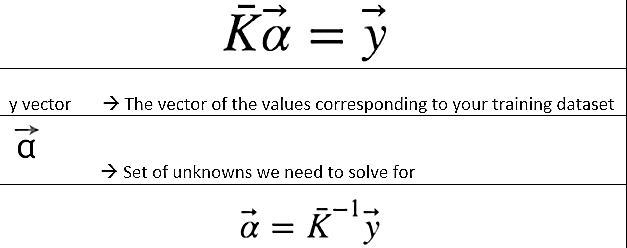 K̄α⃗ = y⃗
y vector → The vector of the values corresponding to your training dataset
α⃗
→ Set of unknowns we need to solve for
α⃗ = K̄⁻¹y⃗